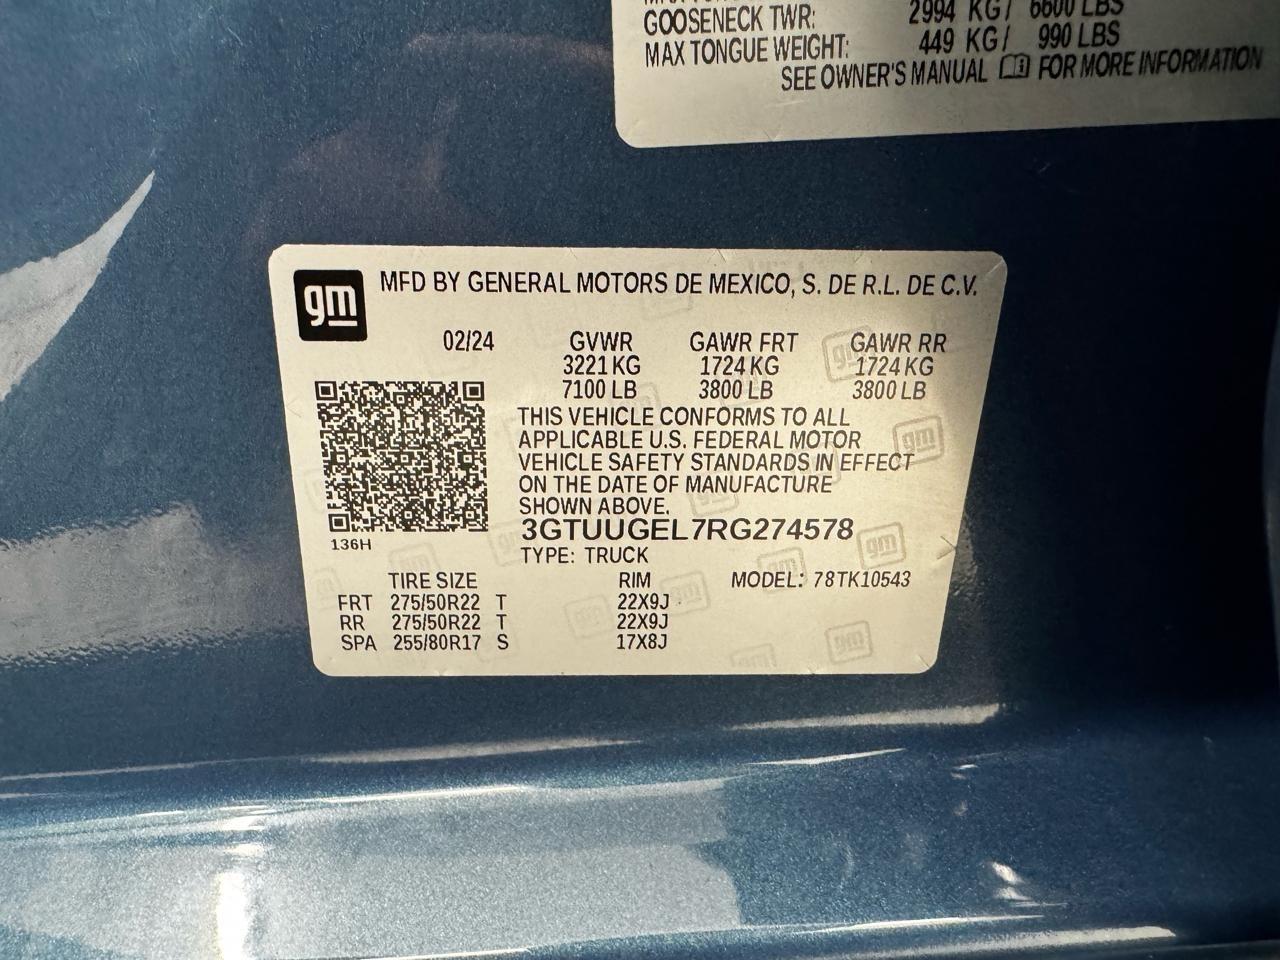 GOOSENECK TWR: 2994 KG/ 6600 LBS
MAX TONGUE WEIGHT: 449 KG/ 990 LBS
SEE OWNER'S MANUAL FOR MORE INFORMATION
gm MFD BY GENERAL MOTORS DE MEXICO, S. DE R.L. DE C.V.
02/24 GVWR GAWR FRT GAWR RR
3221 KG 1724 KG 1724 KG
7100 LB 3800 LB 3800 LB
THIS VEHICLE CONFORMS TO ALL
APPLICABLE U.S. FEDERAL MOTOR
VEHICLE SAFETY STANDARDS IN EFFECT
ON THE DATE OF MANUFACTURE
SHOWN ABOVE.
3GTUUGEL7RG274578
136H
TYPE: TRUCK
TIRE SIZE RIM MODEL: 78TK10543
FRT 275/50R22 T 22X9J
RR 275/50R22 T 22X9J
SPA 255/80R17 S 17X8J